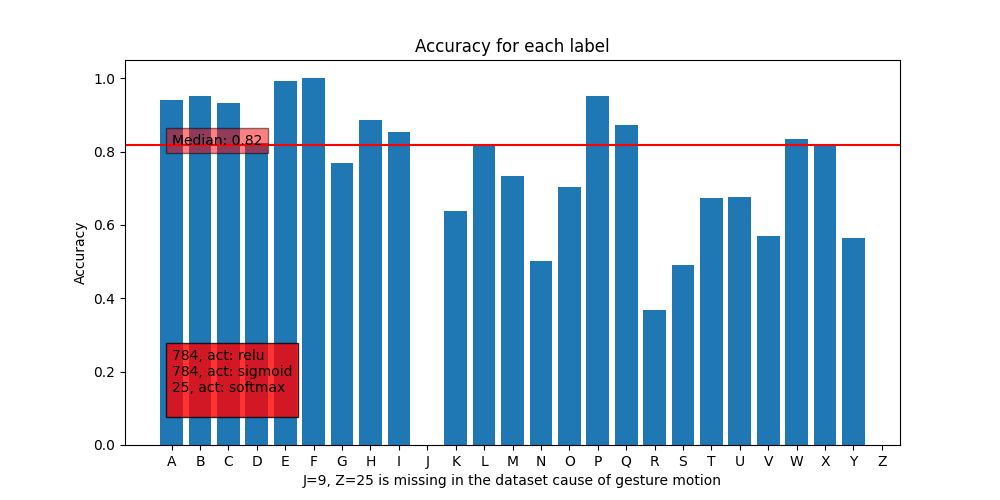 Accuracy for each label
1.0
0.8
0.6
0.4
0.2
0.0
Accuracy
Median: 0.82
784, act: relu
784, act: sigmoid
25, act: softmax
A B C D E F G H I J K L M N O P Q R S T U V W X Y Z
J=9, Z=25 is missing in the dataset cause of gesture motion